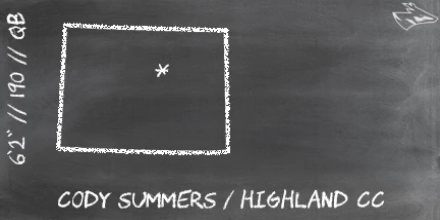 6'2" // 190 // QB
CODY SUMMERS / HIGHLAND CC